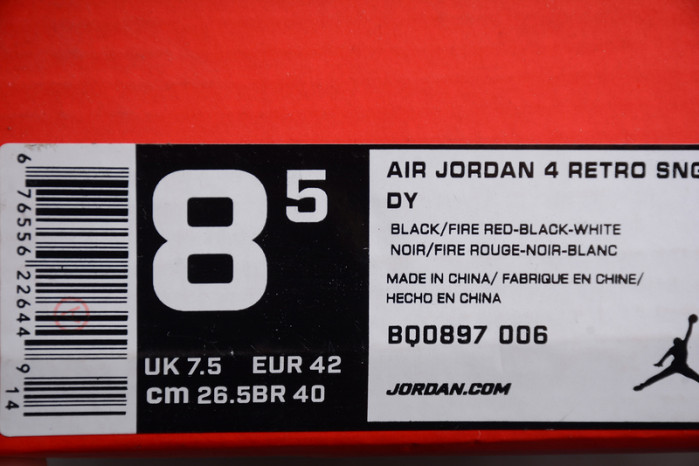 6 76556 22644 9 14
8 5
UK 7.5 EUR 42
cm 26.5BR 40
AIR JORDAN 4 RETRO SNG
DY
BLACK/FIRE RED-BLACK-WHITE
NOIR/FIRE ROUGE-NOIR-BLANC
MADE IN CHINA/ FABRIQUE EN CHINE/
HECHO EN CHINA
BQ0897 006
JORDAN.COM